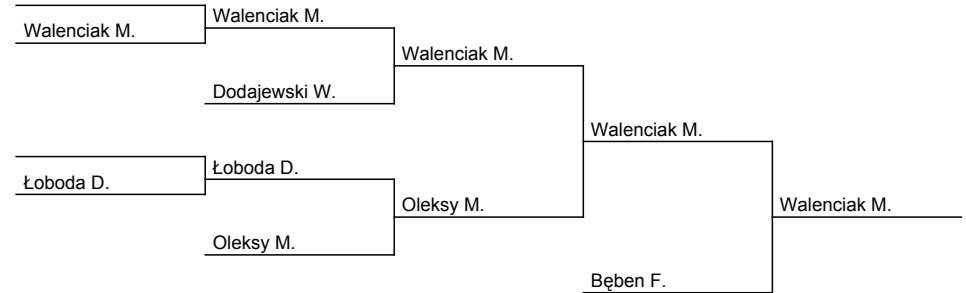 Walenciak M.
Walenciak M.
Walenciak M.
Dodajewski W.
Walenciak M.
Łoboda D.
Łoboda D.
Oleksy M.
Walenciak M.
Oleksy M.
Bęben F.